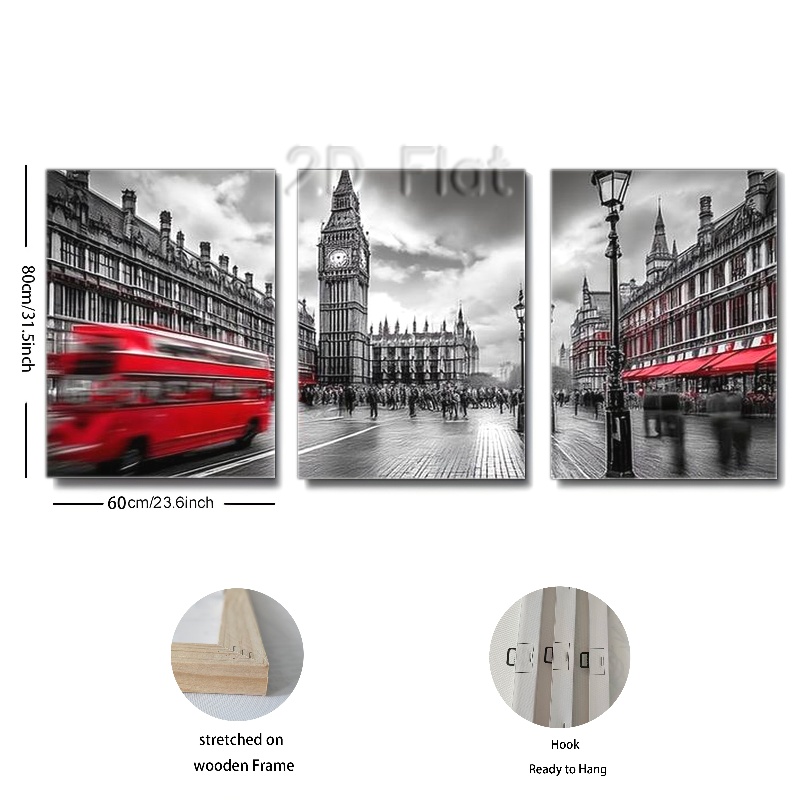 2D Flat
80cm/31.5inch
60cm/23.6inch
stretched on
wooden Frame
Hook
Ready to Hang